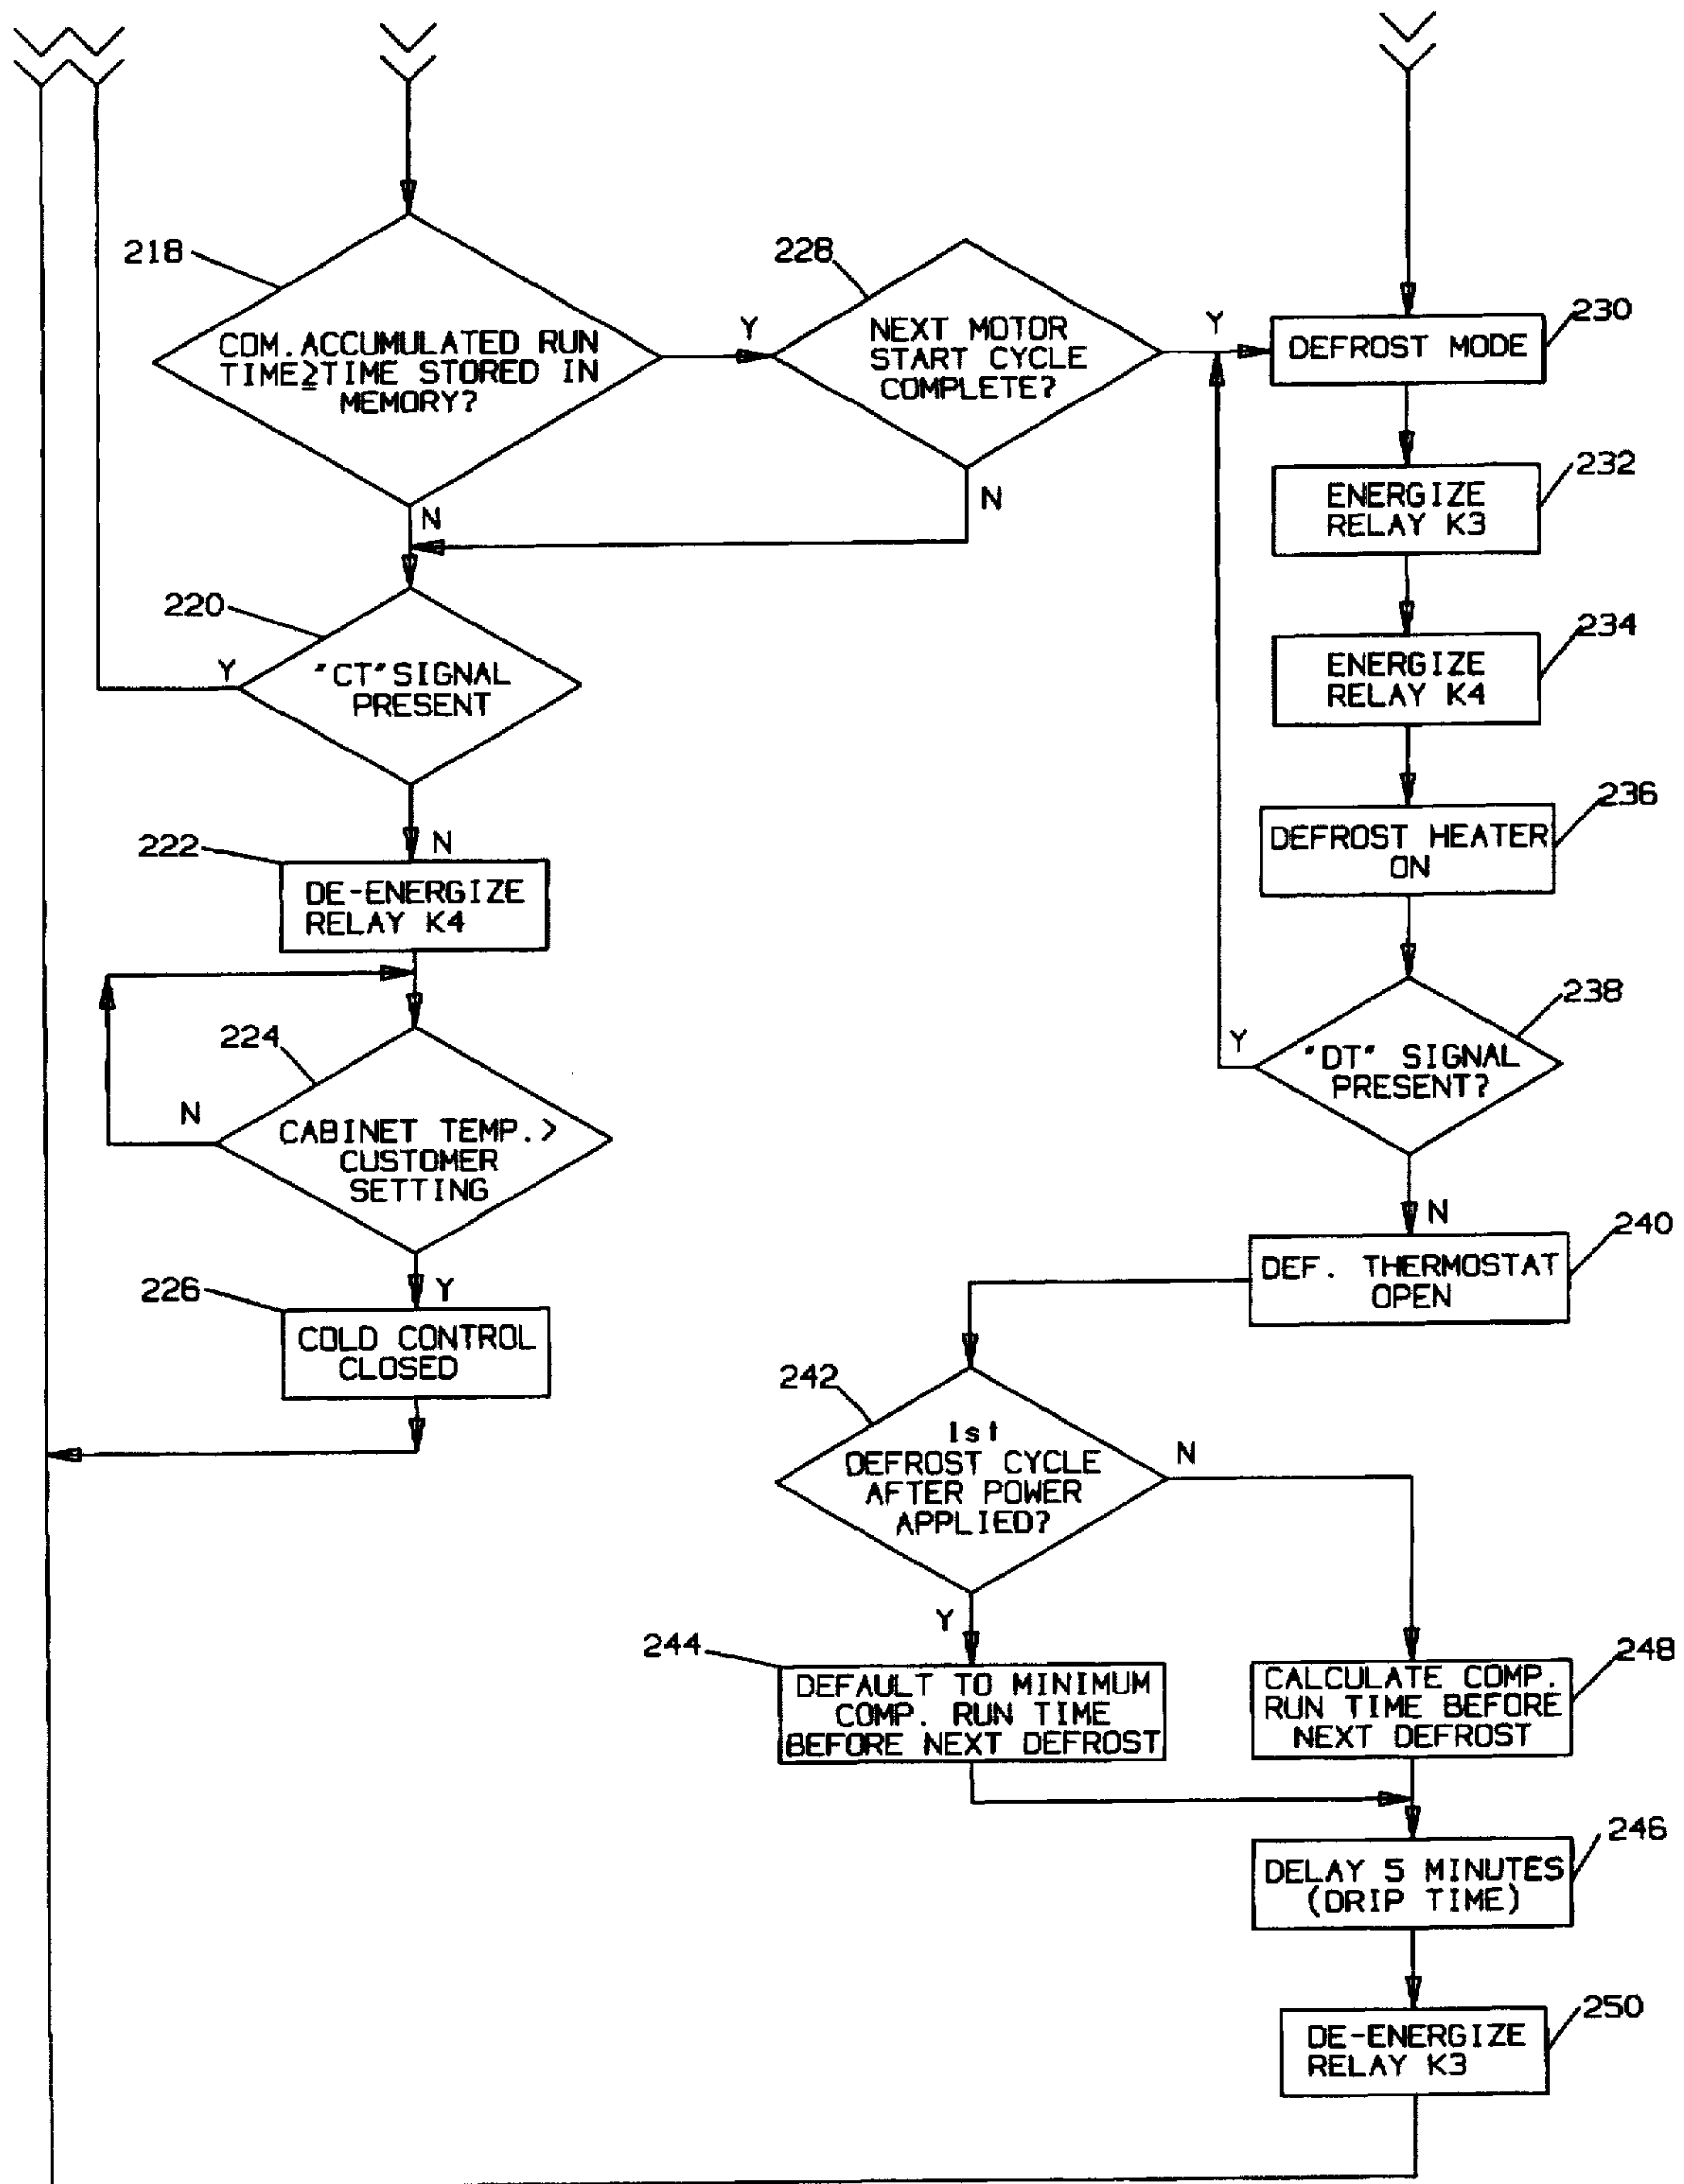 218
COM.ACCUMULATED RUN
TIME≥TIME STORED IN
MEMORY?
Y
N
228
NEXT MOTOR
START CYCLE
COMPLETE?
Y
N
230
DEFROST MODE
232
ENERGIZE
RELAY K3
234
ENERGIZE
RELAY K4
236
DEFROST HEATER
ON
238
"DT" SIGNAL
PRESENT?
Y
N
240
DEF. THERMOSTAT
OPEN
220
"CT" SIGNAL
PRESENT
Y
N
222
DE-ENERGIZE
RELAY K4
224
CABINET TEMP.>
CUSTOMER
SETTING
N
Y
226
COLD CONTROL
CLOSED
242
1st
DEFROST CYCLE
AFTER POWER
APPLIED?
N
Y
244
DEFAULT TO MINIMUM
COMP. RUN TIME
BEFORE NEXT DEFROST
248
CALCULATE COMP.
RUN TIME BEFORE
NEXT DEFROST
246
DELAY 5 MINUTES
(DRIP TIME)
250
DE-ENERGIZE
RELAY K3